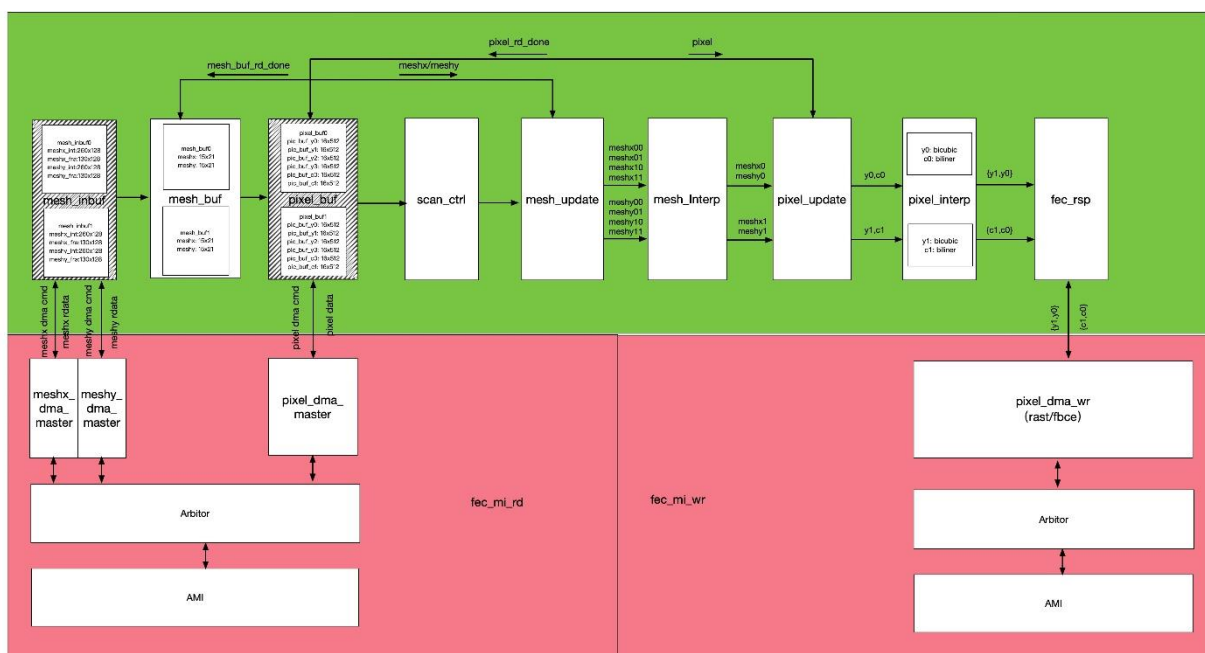 pixel_rd_done
pixel
mesh_buf_rd_done
meshx/meshy
mesh_inbuf0
meshx_int:260x128
meshx_fra:130x128
meshy_int:260x128
meshy_fra:130x128
mesh_inbuf
mesh_inbuf1
meshx_int:260x128
meshx_fra:130x128
meshy_int:260x128
meshy_fra:130x128
mesh_buf0
meshx: 15x21
meshy: 15x21
mesh_buf
mesh_buf1
meshx: 15x21
meshy: 15x21
pixel_buf0
pic_buf_y0: 16x512
pic_buf_y1: 16x512
pic_buf_y2: 16x512
pic_buf_y3: 16x512
pic_buf_c0: 16x512
pic_buf_c1: 16x512
pixel_buf
pixel_buf1
pic_buf_y0: 16x512
pic_buf_y1: 16x512
pic_buf_y2: 16x512
pic_buf_y3: 16x512
pic_buf_c0: 16x512
pic_buf_c1: 16x512
scan_ctrl
mesh_update
meshx00
meshx01
meshx10
meshx11
meshy00
meshy01
meshy10
meshy11
mesh_Interp
meshx0
meshy0
meshx1
meshy1
pixel_update
y0,c0
y1,c1
y0: bicubic
c0: biliner
pixel_interp
y1: bicubic
c1: biliner
{y1,y0}
{c1,c0}
fec_rsp
meshx dma cmd
meshx rdata
meshy dma cmd
meshy rdata
pixel dma cmd
pixel data
{y1,y0}
{c1,c0}
meshx_
dma_
master
meshy_
dma_
master
pixel_dma_
master
pixel_dma_wr
(rast/fbce)
fec_mi_rd
fec_mi_wr
Arbitor
Arbitor
AMI
AMI